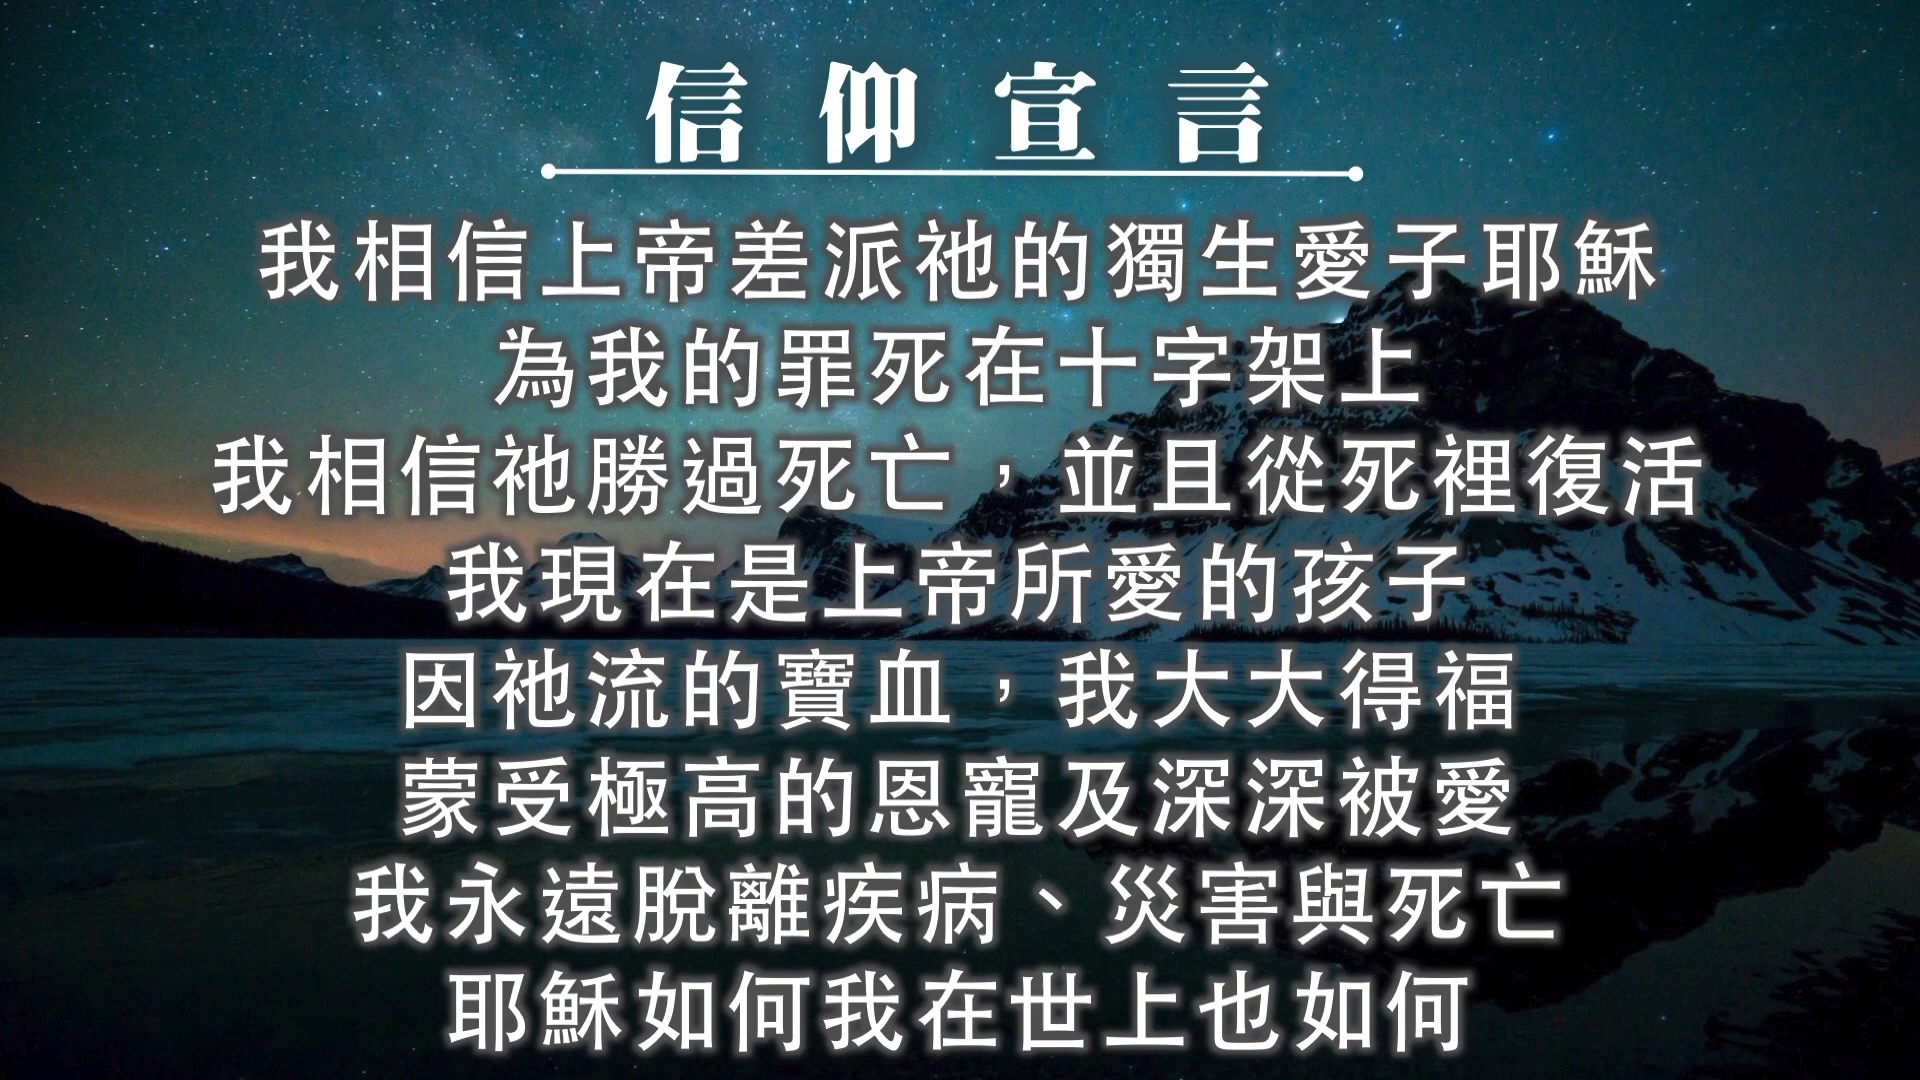 信仰宣言
我相信上帝差派祂的獨生愛子耶穌
為我的罪死在十字架上
我相信祂勝過死亡，並且從死裡復活
我現在是上帝所愛的孩子
因祂流的寶血，我大大得福
蒙受極高的恩寵及深深被愛
我永遠脫離疾病、災害與死亡
耶穌如何我在世上也如何